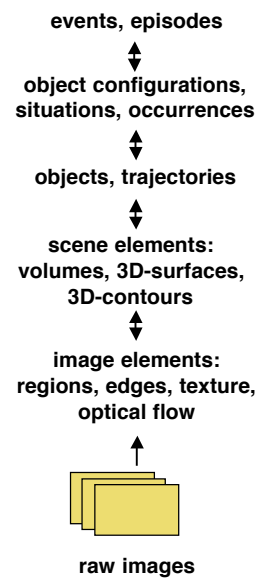 events, episodes
object configurations,
situations, occurrences
objects, trajectories
scene elements:
volumes, 3D-surfaces,
3D-contours
image elements:
regions, edges, texture,
optical flow
raw images